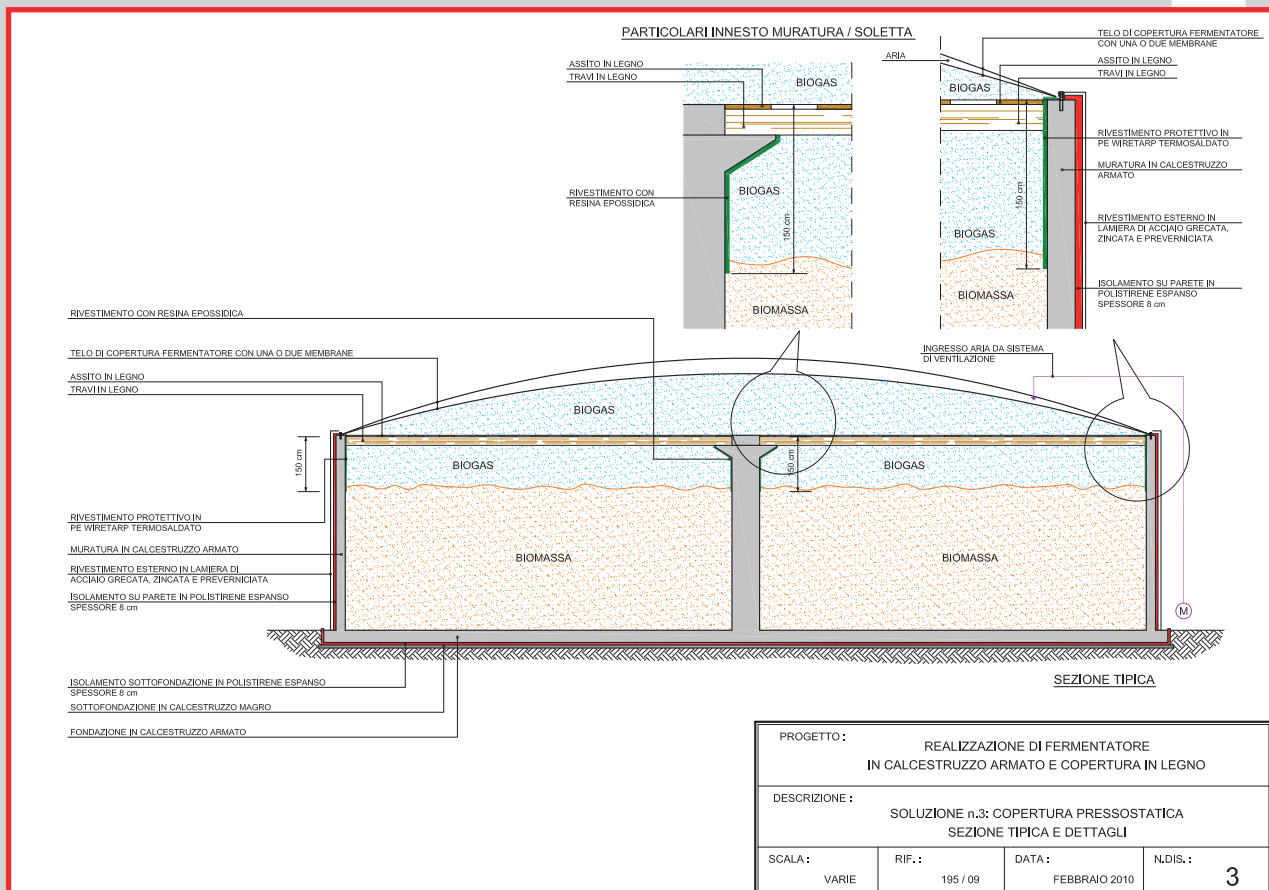 PARTICOLARI INNESTO MURATURA / SOLETTA
ASSITO IN LEGNO
TRAVI IN LEGNO
BIOGAS
RIVESTIMENTO CON
RESINA EPOSSIDICA
BIOGAS
150 cm
BIOMASSA
ARIA
TELO DI COPERTURA FERMENTATORE
CON UNA O DUE MEMBRANE
ASSITO IN LEGNO
TRAVI IN LEGNO
BIOGAS
RIVESTIMENTO PROTETTIVO IN
PE WIRETARP TERMOSALDATO
MURATURA IN CALCESTRUZZO
ARMATO
150 cm
RIVESTIMENTO ESTERNO IN
LAMIERA DI ACCIAIO GRECATA,
ZINCATA E PREVERNICIATA
BIOGAS
ISOLAMENTO SU PARETE IN
POLISTIRENE ESPANSO
SPESSORE 8 cm
BIOMASSA
RIVESTIMENTO CON RESINA EPOSSIDICA
TELO DI COPERTURA FERMENTATORE CON UNA O DUE MEMBRANE
ASSITO IN LEGNO
TRAVI IN LEGNO
INGRESSO ARIA DA SISTEMA
DI VENTILAZIONE
BIOGAS
150 cm
BIOGAS
150 cm
BIOGAS
RIVESTIMENTO PROTETTIVO IN
PE WIRETARP TERMOSALDATO
MURATURA IN CALCESTRUZZO ARMATO
RIVESTIMENTO ESTERNO IN LAMIERA DI
ACCIAIO GRECATA, ZINCATA E PREVERNICIATA
ISOLAMENTO SU PARETE IN POLISTIRENE ESPANSO
SPESSORE 8 cm
BIOMASSA
BIOMASSA
M
ISOLAMENTO SOTTOFONDAZIONE IN POLISTIRENE ESPANSO
SPESSORE 8 cm
SOTTOFONDAZIONE IN CALCESTRUZZO MAGRO
FONDAZIONE IN CALCESTRUZZO ARMATO
SEZIONE TIPICA
PROGETTO :
REALIZZAZIONE DI FERMENTATORE
IN CALCESTRUZZO ARMATO E COPERTURA IN LEGNO
DESCRIZIONE :
SOLUZIONE n.3: COPERTURA PRESSOSTATICA
SEZIONE TIPICA E DETTAGLI
SCALA :
VARIE
RIF. :
195 / 09
DATA :
FEBBRAIO 2010
N.DIS. :
3